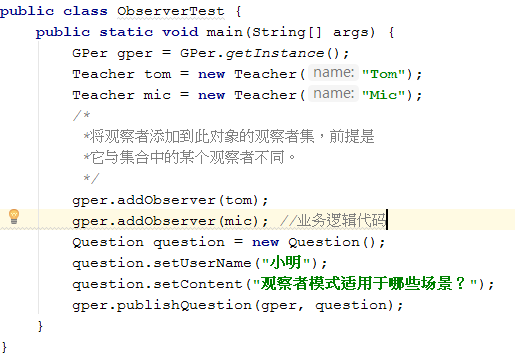 public class ObserverTest {
public static void main(String[] args) {
GPer gper = GPer.getInstance();
Teacher tom = new Teacher( name: "Tom");
Teacher mic = new Teacher( name: "Mic");
/*
*将观察者添加到此对象的观察者集，前提是
*它与集合中的某个观察者不同。
*/
gper.addObserver(tom);
gper.addObserver(mic); //业务逻辑代码
Question question = new Question();
question.setUserName("小明");
question.setContent("观察者模式适用于哪些场景？");
gper.publishQuestion(gper, question);
}
}